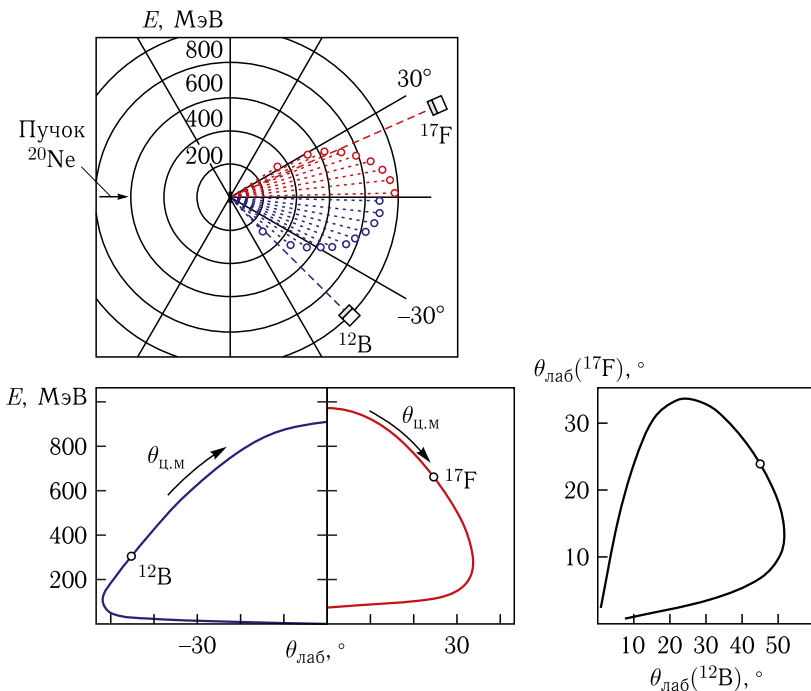 E, МэВ
800
600
400
200
30°
¹⁷F
Пучок
²⁰Ne
–30°
¹²B
E, МэВ
800
600
400
200
θц.м
¹²B
θц.м
¹⁷F
–30
θлаб, °
30
θлаб(¹⁷F), °
30
20
10
10 20 30 40 50
θлаб(¹²B), °